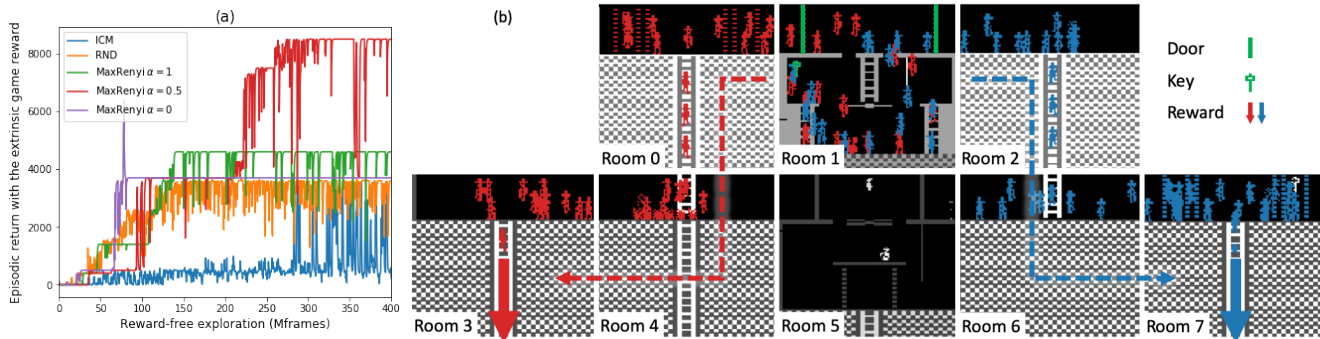 (a)
Episodic return with the extrinsic game reward
8000
6000
4000
2000
0
ICM
RND
MaxRenyi α = 1
MaxRenyi α = 0.5
MaxRenyi α = 0
0 50 100 150 200 250 300 350 400
Reward-free exploration (Mframes)
(b)
Room 0
Room 1
Room 2
Door
Key
Reward
Room 3
Room 4
Room 5
Room 6
Room 7